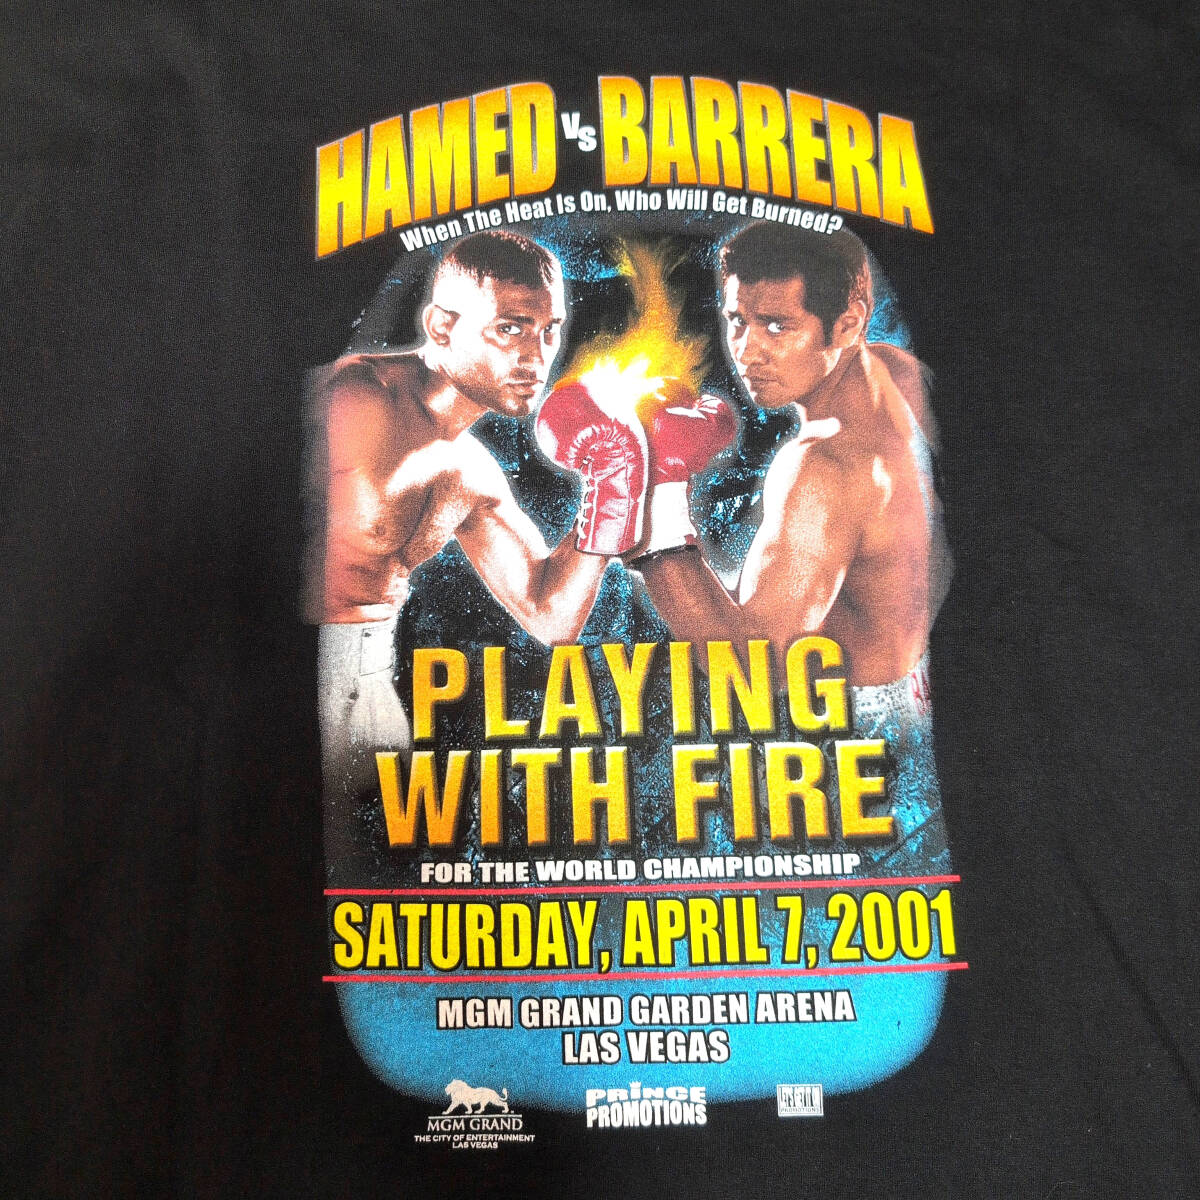 HAMED VS BARRERA
When The Heat Is On, Who Will Get Burned?
PLAYING
WITH FIRE
FOR THE WORLD CHAMPIONSHIP
SATURDAY, APRIL 7, 2001
MGM GRAND GARDEN ARENA
LAS VEGAS
MGM GRAND
THE CITY OF ENTERTAINMENT
LAS VEGAS
PRINCE
PROMOTIONS
PROMOTIONS